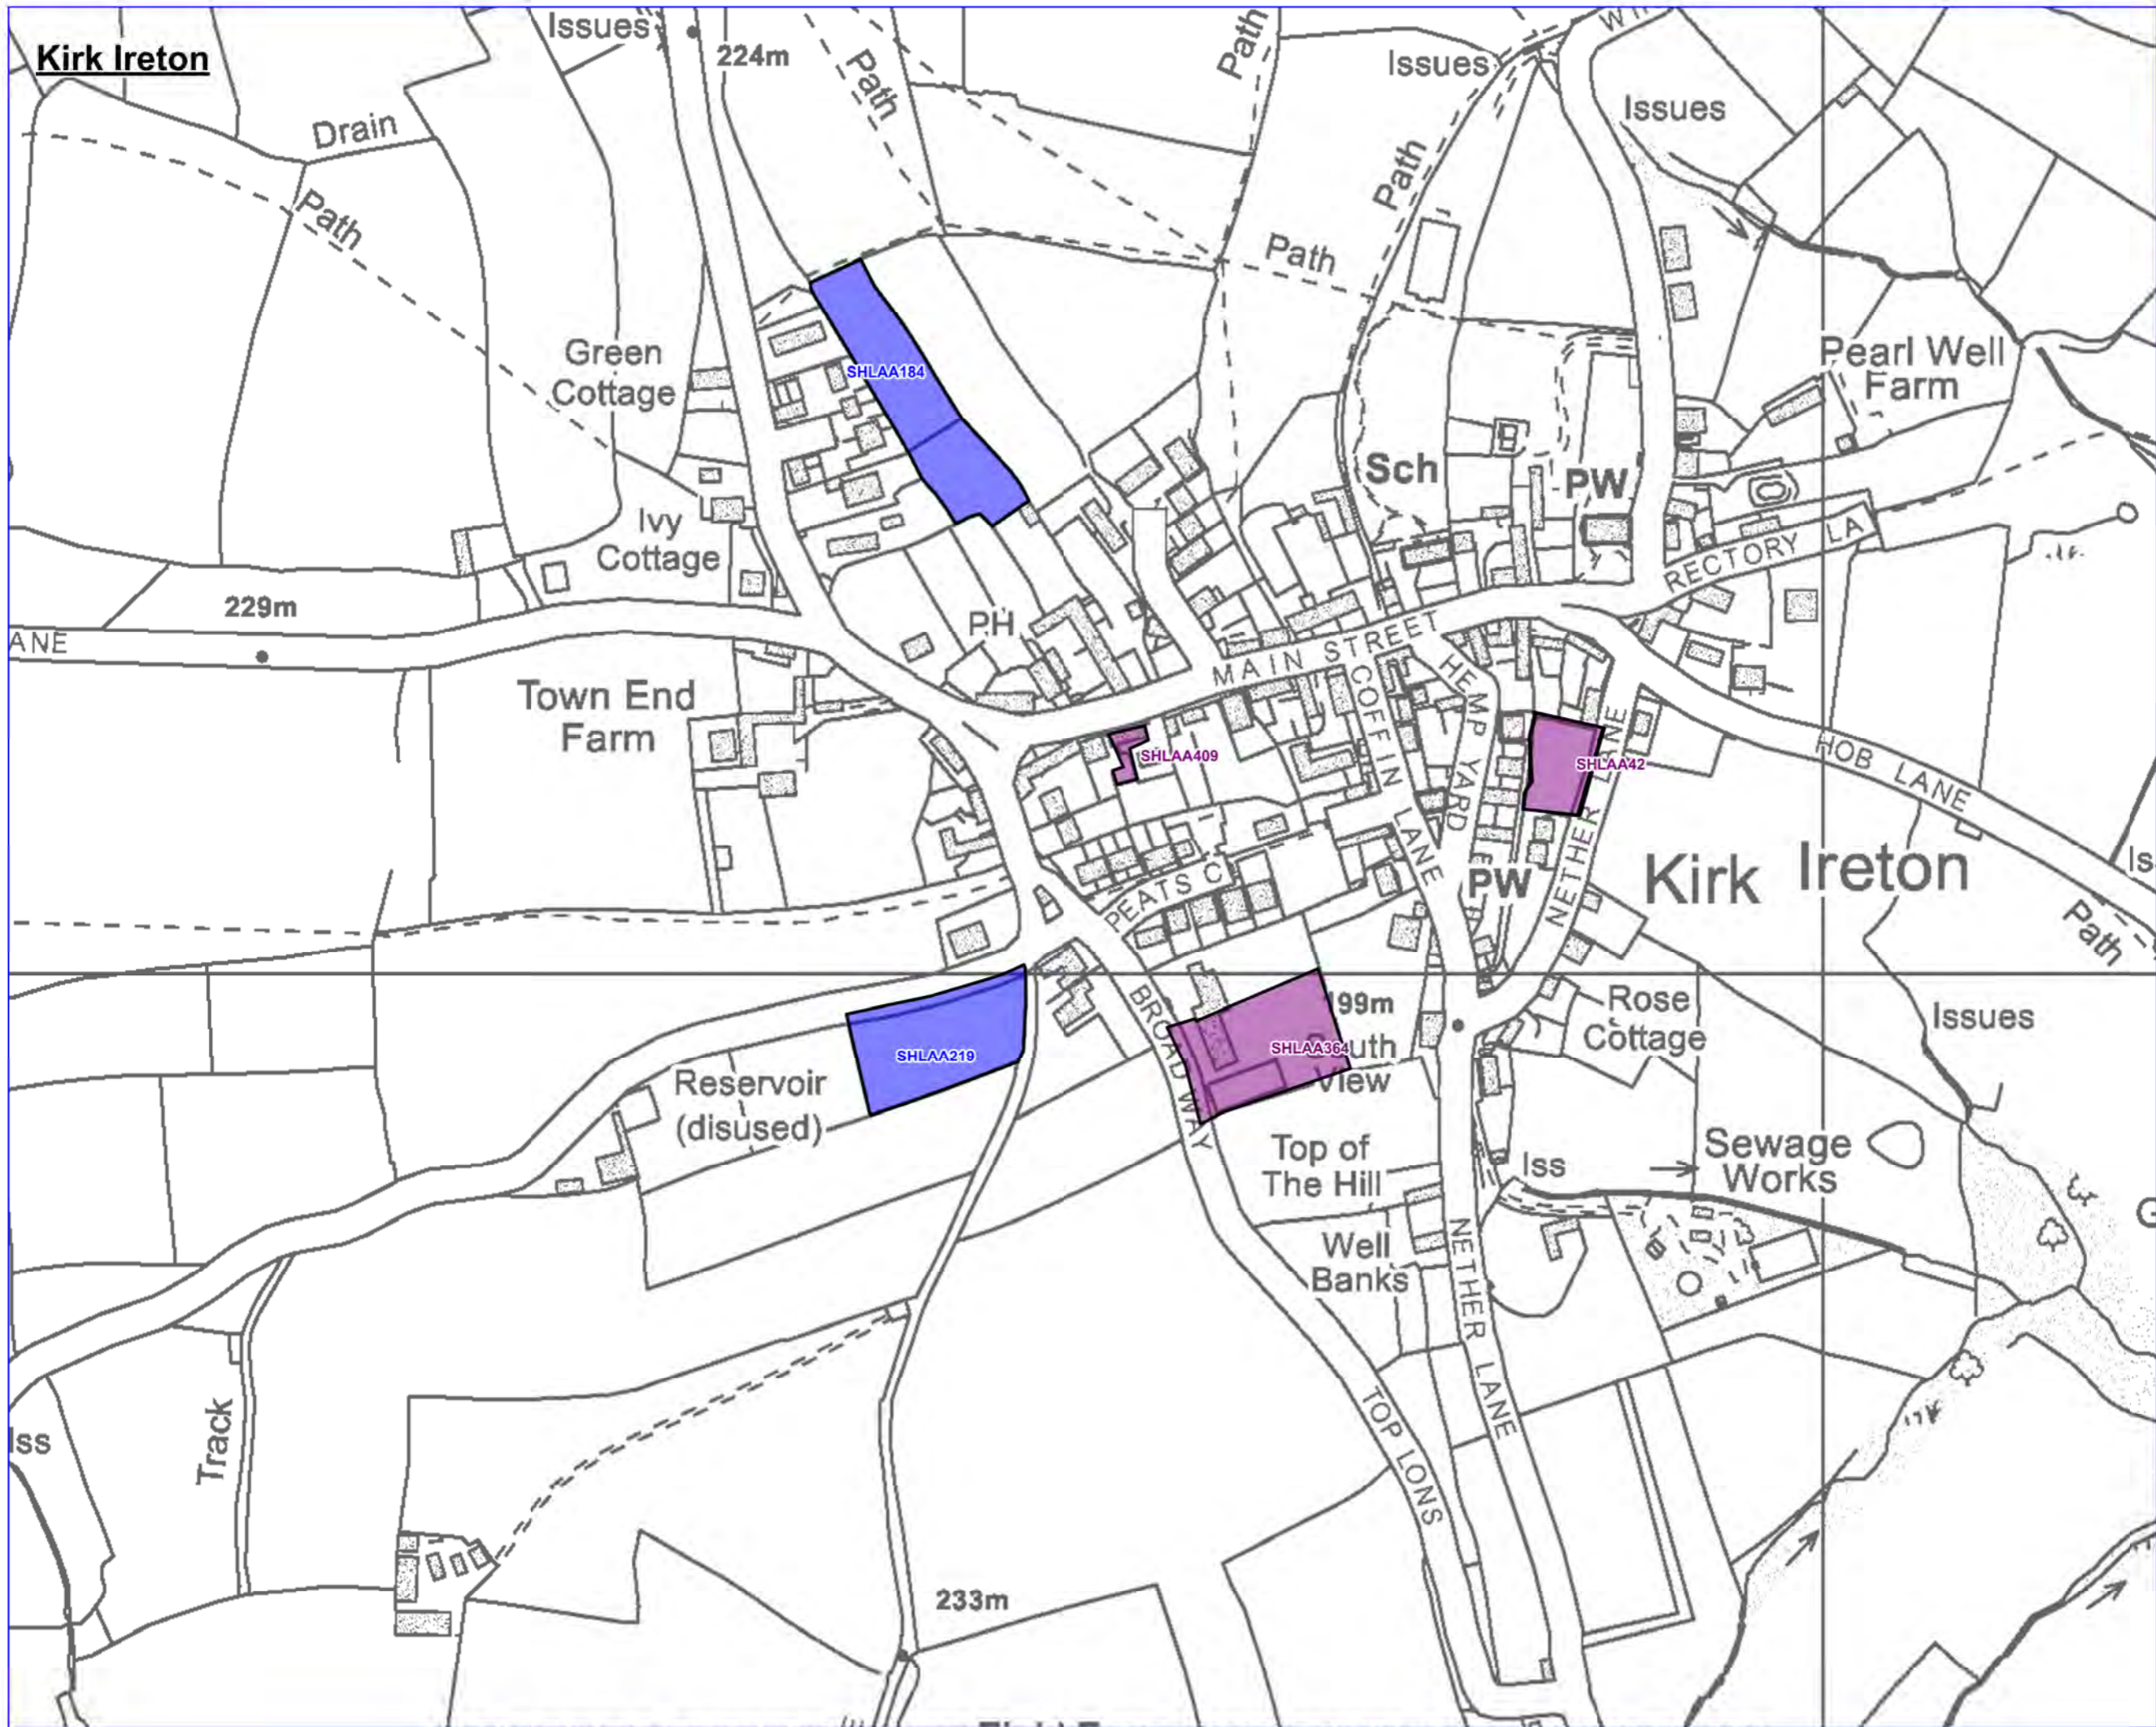 Kirk Ireton
Issues
224m
Path
Path
Issues
Issues
Drain
Path
Path
Path
Green
Cottage
SHLAA184
Pearl Well
Farm
Sch
PW
Ivy
Cottage
RECTORY LA
229m
ANE
PH
MAIN STREET
Town End
Farm
COFFIN LANE
HEMP YARD
SHLAA409
SHLAA42
NETHER LANE
HOB LANE
Kirk Ireton
PEATS C
PW
Path
BROAD WAY
199m
Rose
Cottage
Issues
SHLAA219
SHLAA364
South
View
Reservoir
(disused)
Top of
The Hill
Iss
Sewage
Works
Well
Banks
NETHER LANE
TOP LONS
Track
Iss
233m